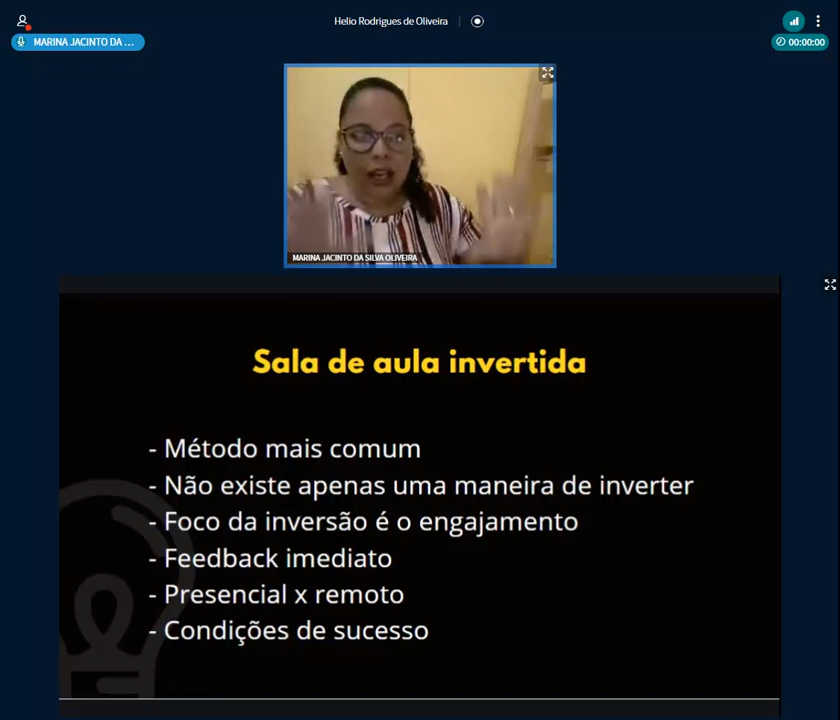 Helio Rodrigues de Oliveira
MARINA JACINTO DA ...
00:00:00
MARINA JACINTO DA SILVA OLIVEIRA
Sala de aula invertida
- Método mais comum
- Não existe apenas uma maneira de inverter
- Foco da inversão é o engajamento
- Feedback imediato
- Presencial x remoto
- Condições de sucesso